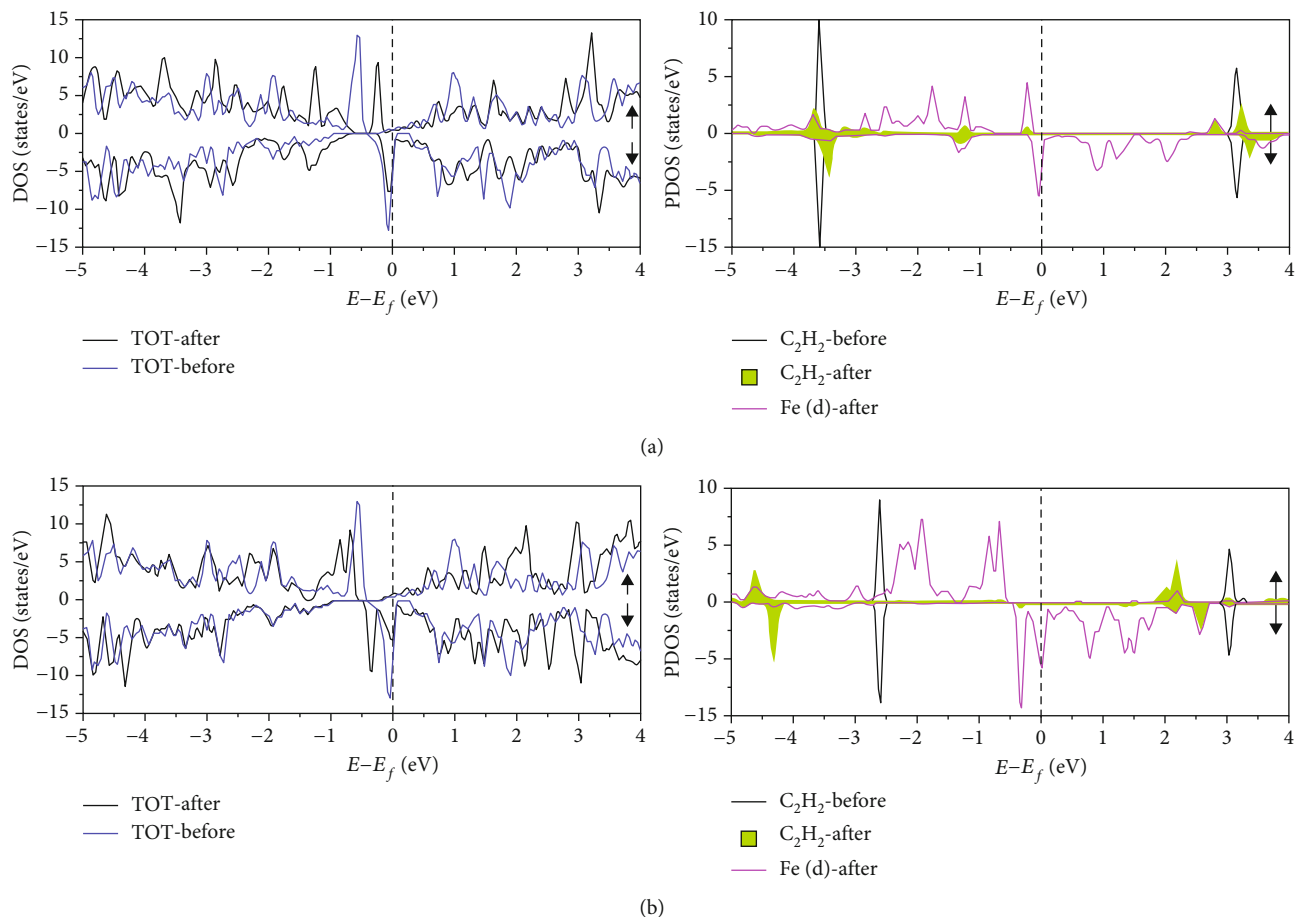 15
10
5
0
−5
−10
−15
DOS (states/eV)
−5 −4 −3 −2 −1 0 1 2 3 4
E−E_f (eV)
TOT-after
TOT-before
10
5
0
−5
−15
PDOS (states/eV)
−5 −4 −3 −2 −1 0 1 2 3 4
E−E_f (eV)
C₂H₂-before
C₂H₂-after
Fe (d)-after
(a)
15
10
5
0
−5
−10
−15
DOS (states/eV)
−5 −4 −3 −2 −1 0 1 2 3 4
E−E_f (eV)
TOT-after
TOT-before
10
5
0
−5
−15
PDOS (states/eV)
−5 −4 −3 −2 −1 0 1 2 3 4
E−E_f (eV)
C₂H₂-before
C₂H₂-after
Fe (d)-after
(b)